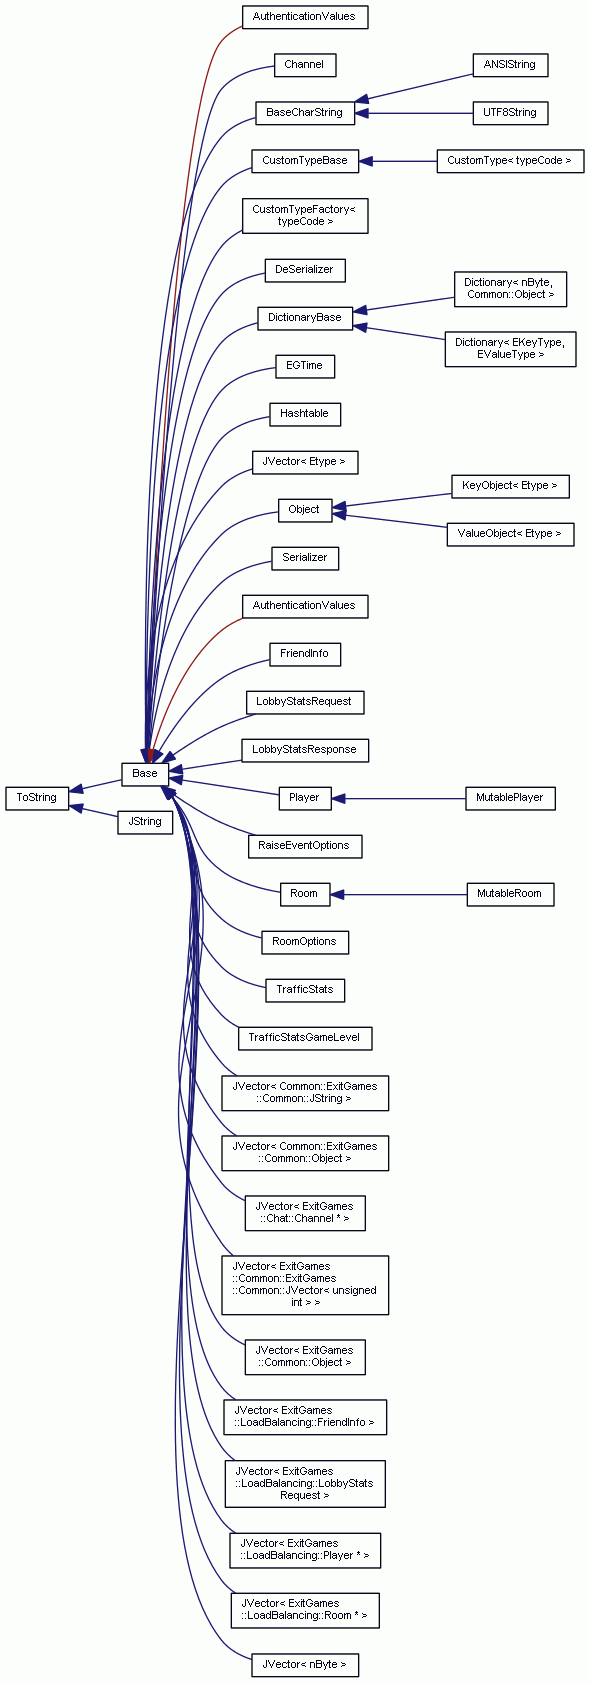 AuthenticationValues
Channel
ANSIString
BaseCharString
UTF8String
CustomTypeBase
CustomType< typeCode >
CustomTypeFactory<
typeCode >
DeSerializer
Dictionary< nByte,
Common::Object >
DictionaryBase
Dictionary< EKeyType,
EValueType >
EGTime
Hashtable
JVector< Etype >
KeyObject< Etype >
Object
ValueObject< Etype >
Serializer
AuthenticationValues
FriendInfo
LobbyStatsRequest
LobbyStatsResponse
Base
ToString
Player
MutablePlayer
JString
RaiseEventOptions
Room
MutableRoom
RoomOptions
TrafficStats
TrafficStatsGameLevel
JVector< Common::ExitGames
::Common::JString >
JVector< Common::ExitGames
::Common::Object >
JVector< ExitGames
::Chat::Channel * >
JVector< ExitGames
::Common::ExitGames
::Common::JVector< unsigned
int > >
JVector< ExitGames
::Common::Object >
JVector< ExitGames
::LoadBalancing::FriendInfo >
JVector< ExitGames
::LoadBalancing::LobbyStats
Request >
JVector< ExitGames
::LoadBalancing::Player * >
JVector< ExitGames
::LoadBalancing::Room * >
JVector< nByte >